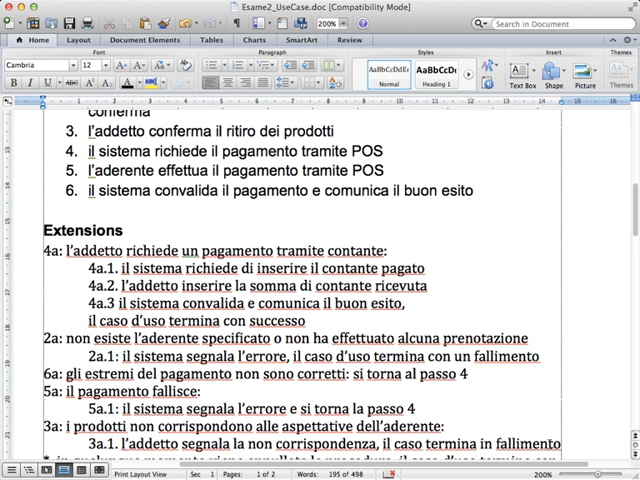 Esame2_UseCase.doc [Compatibility Mode]
200%
Search in Document
Home Layout Document Elements Tables Charts SmartArt Review
Font Paragraph Styles Insert Themes
Cambria 12
AaBbCcDdEe AaBbCcDc
Normal Heading 1
Text Box Shape Picture Themes
conferma
3. l'addetto conferma il ritiro dei prodotti
4. il sistema richiede il pagamento tramite POS
5. l'aderente effettua il pagamento tramite POS
6. il sistema convalida il pagamento e comunica il buon esito
Extensions
4a: l'addetto richiede un pagamento tramite contante:
4a.1. il sistema richiede di inserire il contante pagato
4a.2. l'addetto inserire la somma di contante ricevuta
4a.3 il sistema convalida e comunica il buon esito,
il caso d'uso termina con successo
2a: non esiste l'aderente specificato o non ha effettuato alcuna prenotazione
2a.1: il sistema segnala l'errore, il caso d'uso termina con un fallimento
6a: gli estremi del pagamento non sono corretti: si torna al passo 4
5a: il pagamento fallisce:
5a.1: il sistema segnala l'errore e si torna la passo 4
3a: i prodotti non corrispondono alle aspettative dell'aderente:
3a.1. l'addetto segnala la non corrispondenza, il caso termina in fallimento
Print Layout View Sec 1 Pages: 1 of 2 Words: 195 of 498 200%